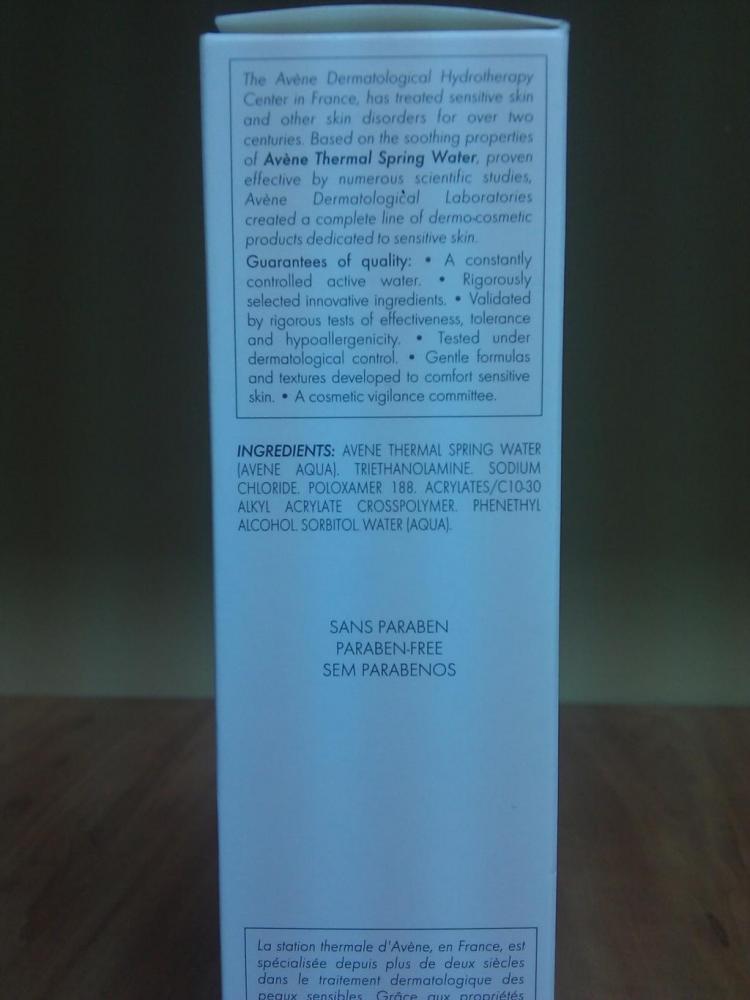 The Avène Dermatological Hydrotherapy
Center in France, has treated sensitive skin
and other skin disorders for over two
centuries. Based on the soothing properties
of Avène Thermal Spring Water, proven
effective by numerous scientific studies,
Avène Dermatological Laboratories
created a complete line of dermo-cosmetic
products dedicated to sensitive skin.
Guarantees of quality: • A constantly
controlled active water. • Rigorously
selected innovative ingredients. • Validated
by rigorous tests of effectiveness, tolerance
and hypoallergenicity. • Tested under
dermatological control. • Gentle formulas
and textures developed to comfort sensitive
skin. • A cosmetic vigilance committee.
INGREDIENTS: AVENE THERMAL SPRING WATER
(AVENE AQUA). TRIETHANOLAMINE. SODIUM
CHLORIDE. POLOXAMER 188. ACRYLATES/C10-30
ALKYL ACRYLATE CROSSPOLYMER. PHENETHYL
ALCOHOL. SORBITOL. WATER (AQUA).
SANS PARABEN
PARABEN-FREE
SEM PARABENOS
La station thermale d'Avène, en France, est
spécialisée depuis plus de deux siècles
dans le traitement dermatologique des
peaux sensibles. Grâce aux propriétés